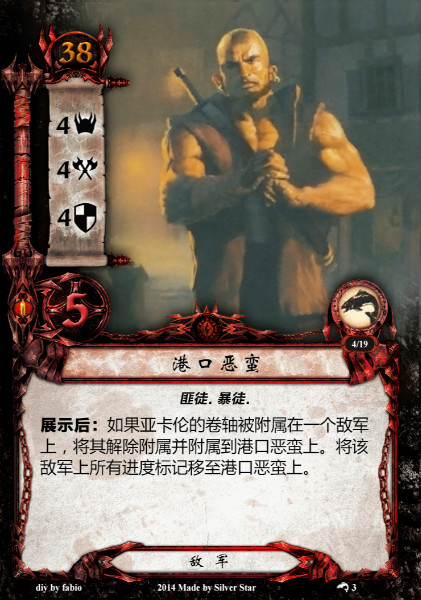 38
4
4
4
5
4/19
港口恶蛮
匪徒. 暴徒.
展示后：如果亚卡伦的卷轴被附属在一个敌军
上，将其解除附属并附属到港口恶蛮上。将该
敌军上所有进度标记移至港口恶蛮上。
敌 军
diy by fabio 2014 Made by Silver Star 3